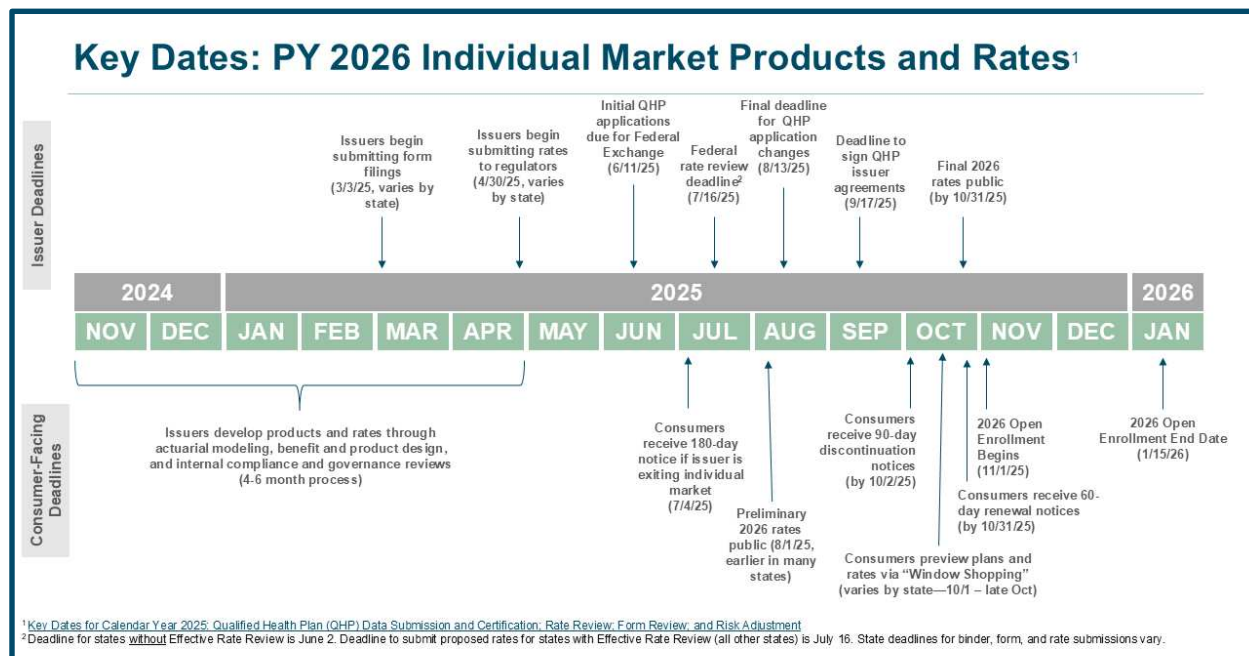 Key Dates: PY 2026 Individual Market Products and Rates1
Issuer Deadlines
Issuers begin
submitting form
filings
(3/3/25, varies by
state)
Issuers begin
submitting rates
to regulators
(4/30/25, varies
by state)
Initial QHP
applications
due for Federal
Exchange
(6/11/25)
Federal
rate review
deadline2
(7/16/25)
Final deadline
for QHP
application
changes
(8/13/25)
Deadline to
sign QHP
issuer
agreements
(9/17/25)
Final 2026
rates public
(by 10/31/25)
2024 2025 2026
NOV DEC JAN FEB MAR APR MAY JUN JUL AUG SEP OCT NOV DEC JAN
Consumer-Facing
Deadlines
Issuers develop products and rates through
actuarial modeling, benefit and product design,
and internal compliance and governance reviews
(4-6 month process)
Consumers
receive 180-day
notice if issuer is
exiting individual
market
(7/4/25)
Preliminary
2026 rates
public (8/1/25,
earlier in many
states)
Consumers
receive 90-day
discontinuation
notices
(by 10/2/25)
Consumers preview plans and
rates via “Window Shopping”
(varies by state—10/1 – late Oct)
Consumers receive 60-
day renewal notices
(by 10/31/25)
2026 Open
Enrollment
Begins
(11/1/25)
2026 Open
Enrollment End Date
(1/15/26)
1 Key Dates for Calendar Year 2025: Qualified Health Plan (QHP) Data Submission and Certification; Rate Review; Form Review; and Risk Adjustment
2 Deadline for states without Effective Rate Review is June 2. Deadline to submit proposed rates for states with Effective Rate Review (all other states) is July 16. State deadlines for binder, form, and rate submissions vary.